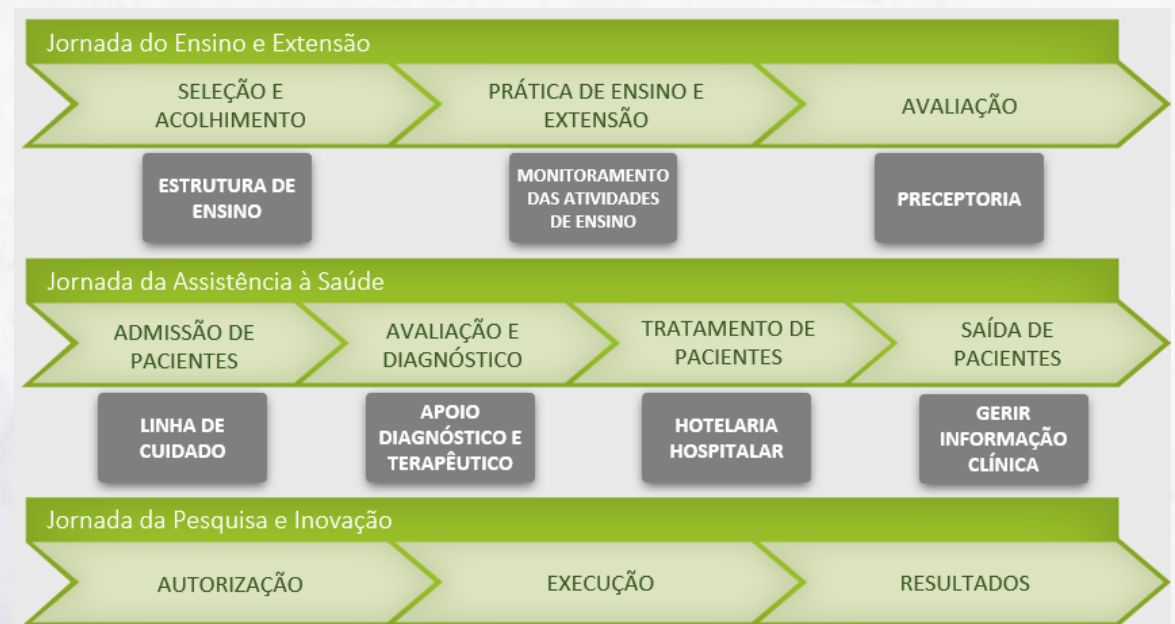 Jornada do Ensino e Extensão
SELEÇÃO E
ACOLHIMENTO
PRÁTICA DE ENSINO E
EXTENSÃO
AVALIAÇÃO
ESTRUTURA DE
ENSINO
MONITORAMENTO
DAS ATIVIDADES
DE ENSINO
PRECEPTORIA
Jornada da Assistência à Saúde
ADMISSÃO DE
PACIENTES
AVALIAÇÃO E
DIAGNÓSTICO
TRATAMENTO DE
PACIENTES
SAÍDA DE
PACIENTES
LINHA DE
CUIDADO
APOIO
DIAGNÓSTICO E
TERAPÊUTICO
HOTELARIA
HOSPITALAR
GERIR
INFORMAÇÃO
CLÍNICA
Jornada da Pesquisa e Inovação
AUTORIZAÇÃO
EXECUÇÃO
RESULTADOS